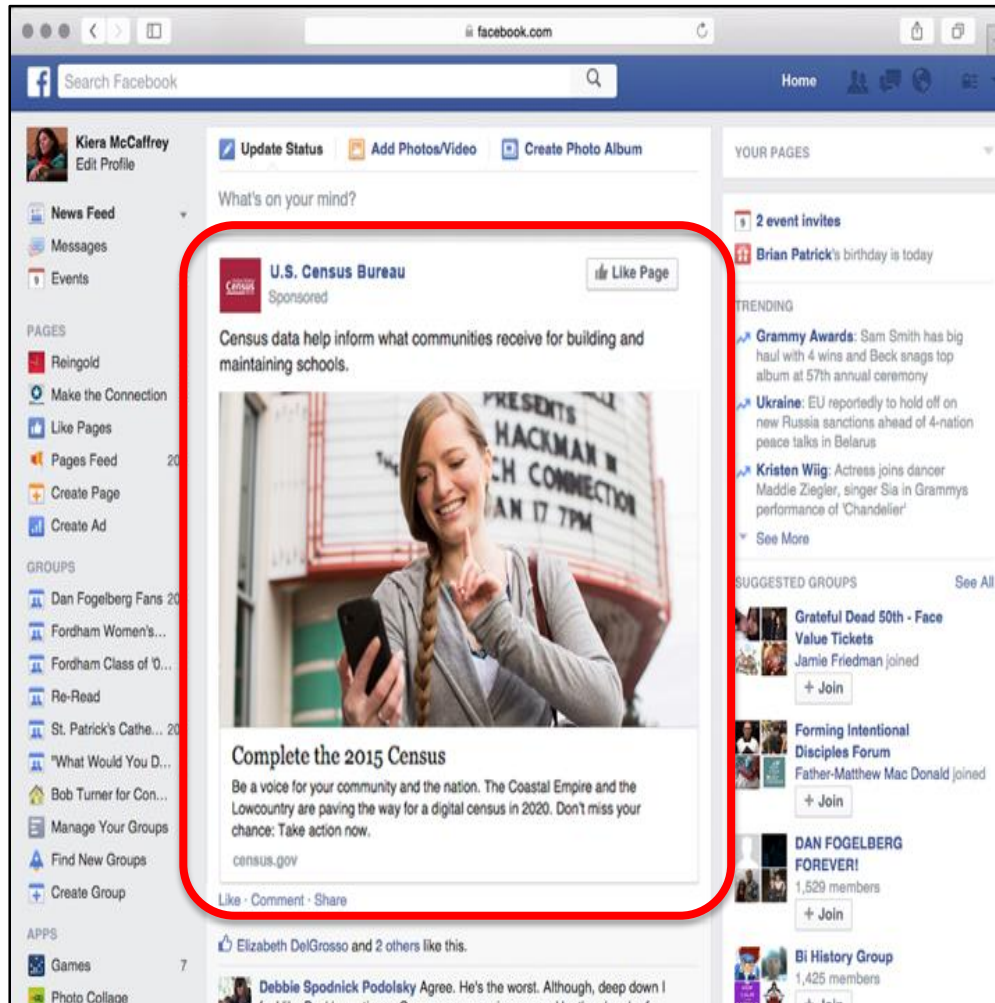 facebook.com
Search Facebook
Home
Kiera McCaffrey
Edit Profile
News Feed
Messages
9
Events
PAGES
Reingold
Make the Connection
Like Pages
Pages Feed 20
Create Page
Create Ad
GROUPS
Dan Fogelberg Fans 20
Fordham Women's...
Fordham Class of '0...
Re-Read
St. Patrick's Cathe... 20
"What Would You D...
Bob Turner for Con...
Manage Your Groups
Find New Groups
Create Group
APPS
Games 7
Photo Collage
Update Status
Add Photos/Video
Create Photo Album
What's on your mind?
Census
U.S. Census Bureau
Like Page
Sponsored
Census data help inform what communities receive for building and
maintaining schools.
PRESENTS
HACKMAN
CH CONNECTION
AN 17 7PM
Complete the 2015 Census
Be a voice for your community and the nation. The Coastal Empire and the
Lowcountry are paving the way for a digital census in 2020. Don't miss your
chance: Take action now.
census.gov
Like · Comment · Share
Elizabeth DelGrosso and 2 others like this.
Debbie Spodnick Podolsky Agree. He's the worst. Although, deep down I
YOUR PAGES
9
2 event invites
Brian Patrick's birthday is today
TRENDING
Grammy Awards: Sam Smith has big
haul with 4 wins and Beck snags top
album at 57th annual ceremony
Ukraine: EU reportedly to hold off on
new Russia sanctions ahead of 4-nation
peace talks in Belarus
Kristen Wiig: Actress joins dancer
Maddie Ziegler, singer Sia in Grammys
performance of 'Chandelier'
See More
SUGGESTED GROUPS See All
Grateful Dead 50th - Face
Value Tickets
Jamie Friedman joined
+ Join
Forming Intentional
Disciples Forum
Father-Matthew Mac Donald joined
+ Join
DAN FOGELBERG
FOREVER!
1,529 members
+ Join
Bi History Group
1,425 members